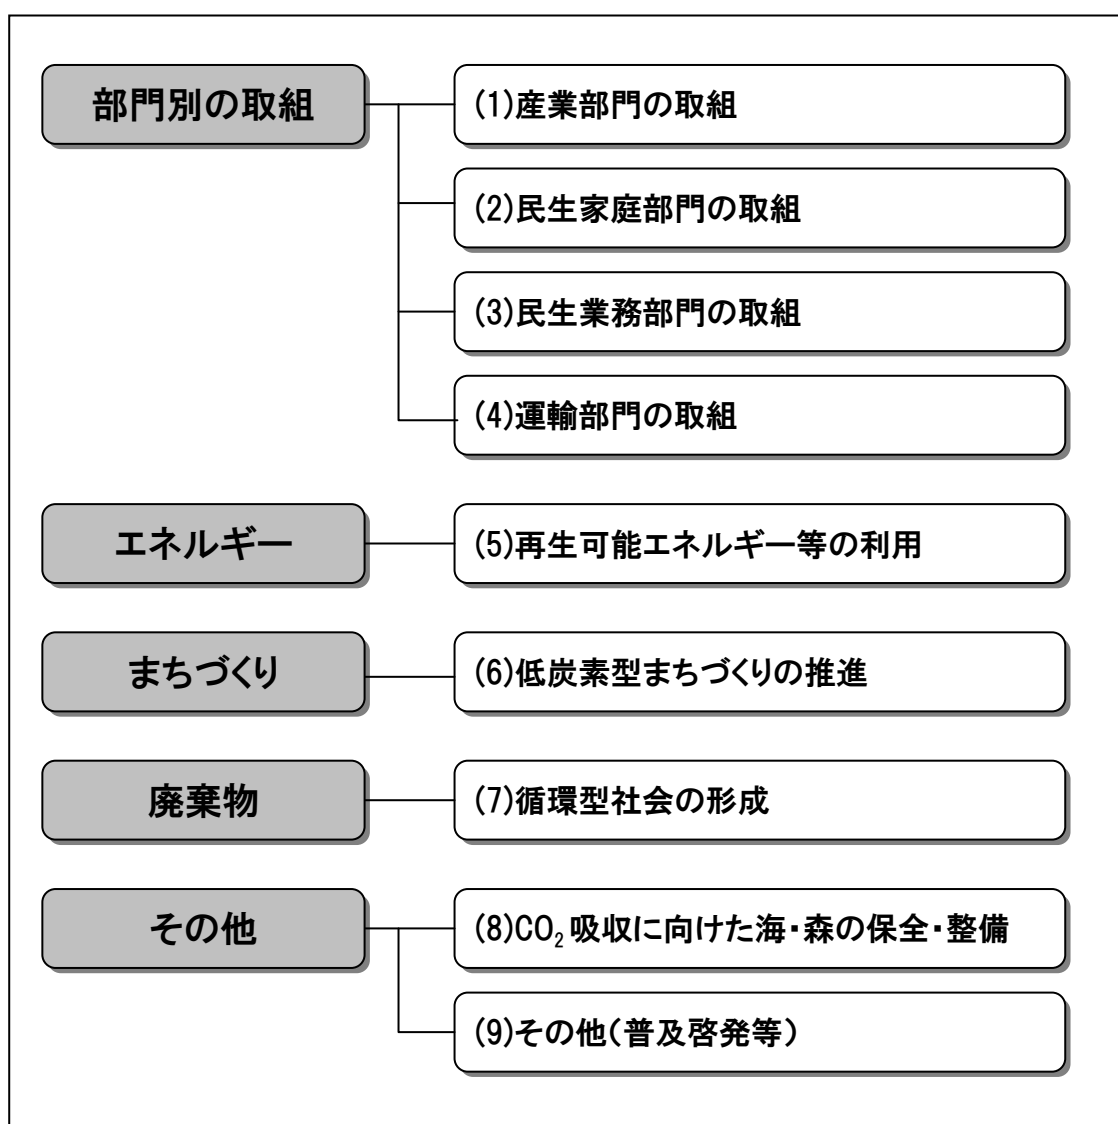 部門別の取組
(1)産業部門の取組
(2)民生家庭部門の取組
(3)民生業務部門の取組
(4)運輸部門の取組
エネルギー
(5)再生可能エネルギー等の利用
まちづくり
(6)低炭素型まちづくりの推進
廃棄物
(7)循環型社会の形成
その他
(8)CO₂吸収に向けた海・森の保全・整備
(9)その他(普及啓発等)